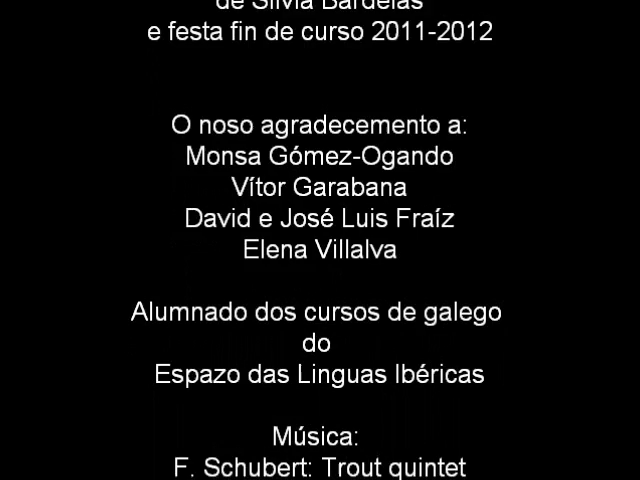 de Silvia Bardelás
e festa fin de curso 2011-2012
O noso agradecemento a:
Monsa Gómez-Ogando
Vítor Garabana
David e José Luis Fraíz
Elena Villalva
Alumnado dos cursos de galego
do
Espazo das Linguas Ibéricas
Música:
F. Schubert: Trout quintet